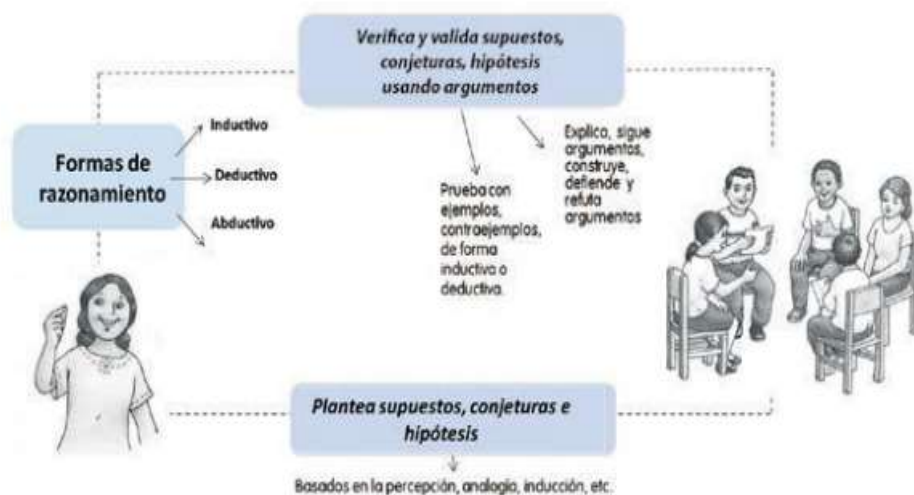 Verifica y valida supuestos,
conjeturas, hipótesis
usando argumentos
Formas de
razonamiento
Inductivo
Deductivo
Abductivo
Prueba con
ejemplos,
contraejemplos,
de forma
inductiva o
deductiva.
Explica, sigue
argumentos,
construye,
defiende y
refuta
argumentos
Plantea supuestos, conjeturas e
hipótesis
Basados en la percepción, analogía, inducción, etc.